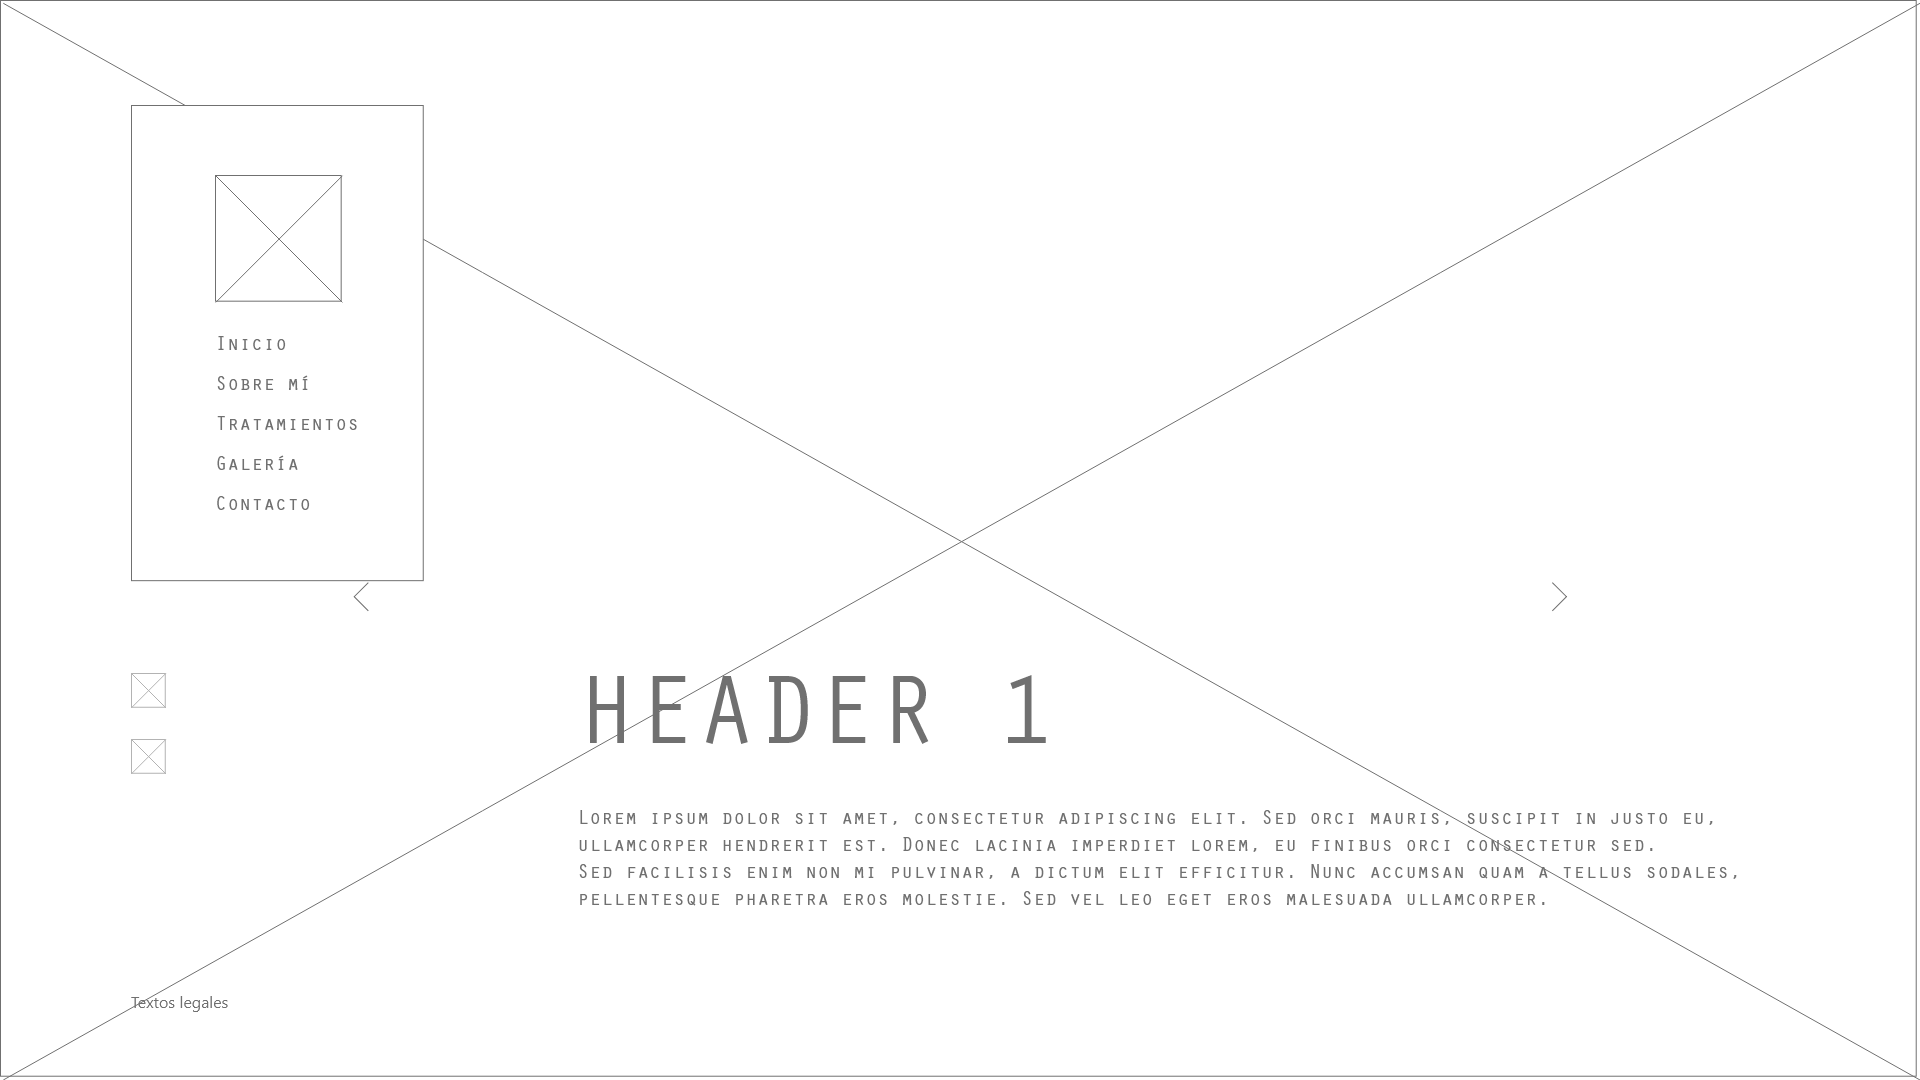 Inicio
Sobre mí
Tratamientos
Galería
Contacto
HEADER 1
Lorem ipsum dolor sit amet, consectetur adipiscing elit. Sed orci mauris, suscipit in justo eu,
ullamcorper hendrerit est. Donec lacinia imperdiet lorem, eu finibus orci consectetur sed.
Sed facilisis enim non mi pulvinar, a dictum elit efficitur. Nunc accumsan quam a tellus sodales,
pellentesque pharetra eros molestie. Sed vel leo eget eros malesuada ullamcorper.
Textos legales